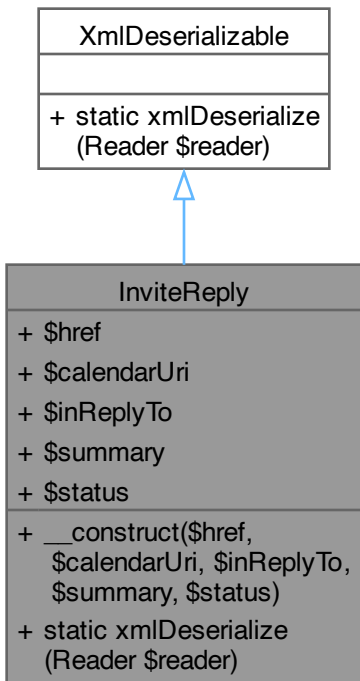 XmlDeserializable
+ static xmlDeserialize
(Reader $reader)
InviteReply
+ $href
+ $calendarUri
+ $inReplyTo
+ $summary
+ $status
+ __construct($href,
$calendarUri, $inReplyTo,
$summary, $status)
+ static xmlDeserialize
(Reader $reader)